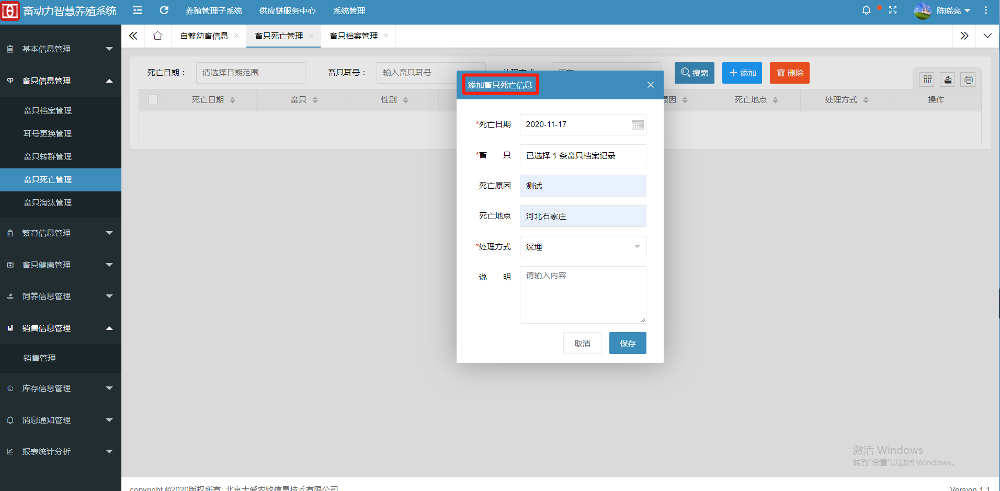 畜动力智慧养殖系统
养殖管理子系统 供应链服务中心 系统管理
陈晓亮
自繁幼畜信息 畜只死亡管理 畜只档案管理
基本信息管理
畜只信息管理
畜只档案管理
耳号更换管理
畜只转群管理
畜只死亡管理
畜只淘汰管理
繁育信息管理
畜只健康管理
饲养信息管理
销售信息管理
销售管理
库存信息管理
消息通知管理
报表统计分析
死亡日期： 请选择日期范围 畜只耳号： 输入畜只耳号 搜索 添加 删除
死亡日期 畜只 性别 原因 死亡地点 处理方式 操作
添加畜只死亡信息
*死亡日期 2020-11-17
*畜 只 已选择 1 条畜只档案记录
死亡原因 测试
死亡地点 河北石家庄
*处理方式 深埋
说 明 请输入内容
取消 保存
激活 Windows
转到“设置”以激活 Windows。
copyright ©2020版权所有: 北京大爱农牧信息技术有限公司
Version 1.1